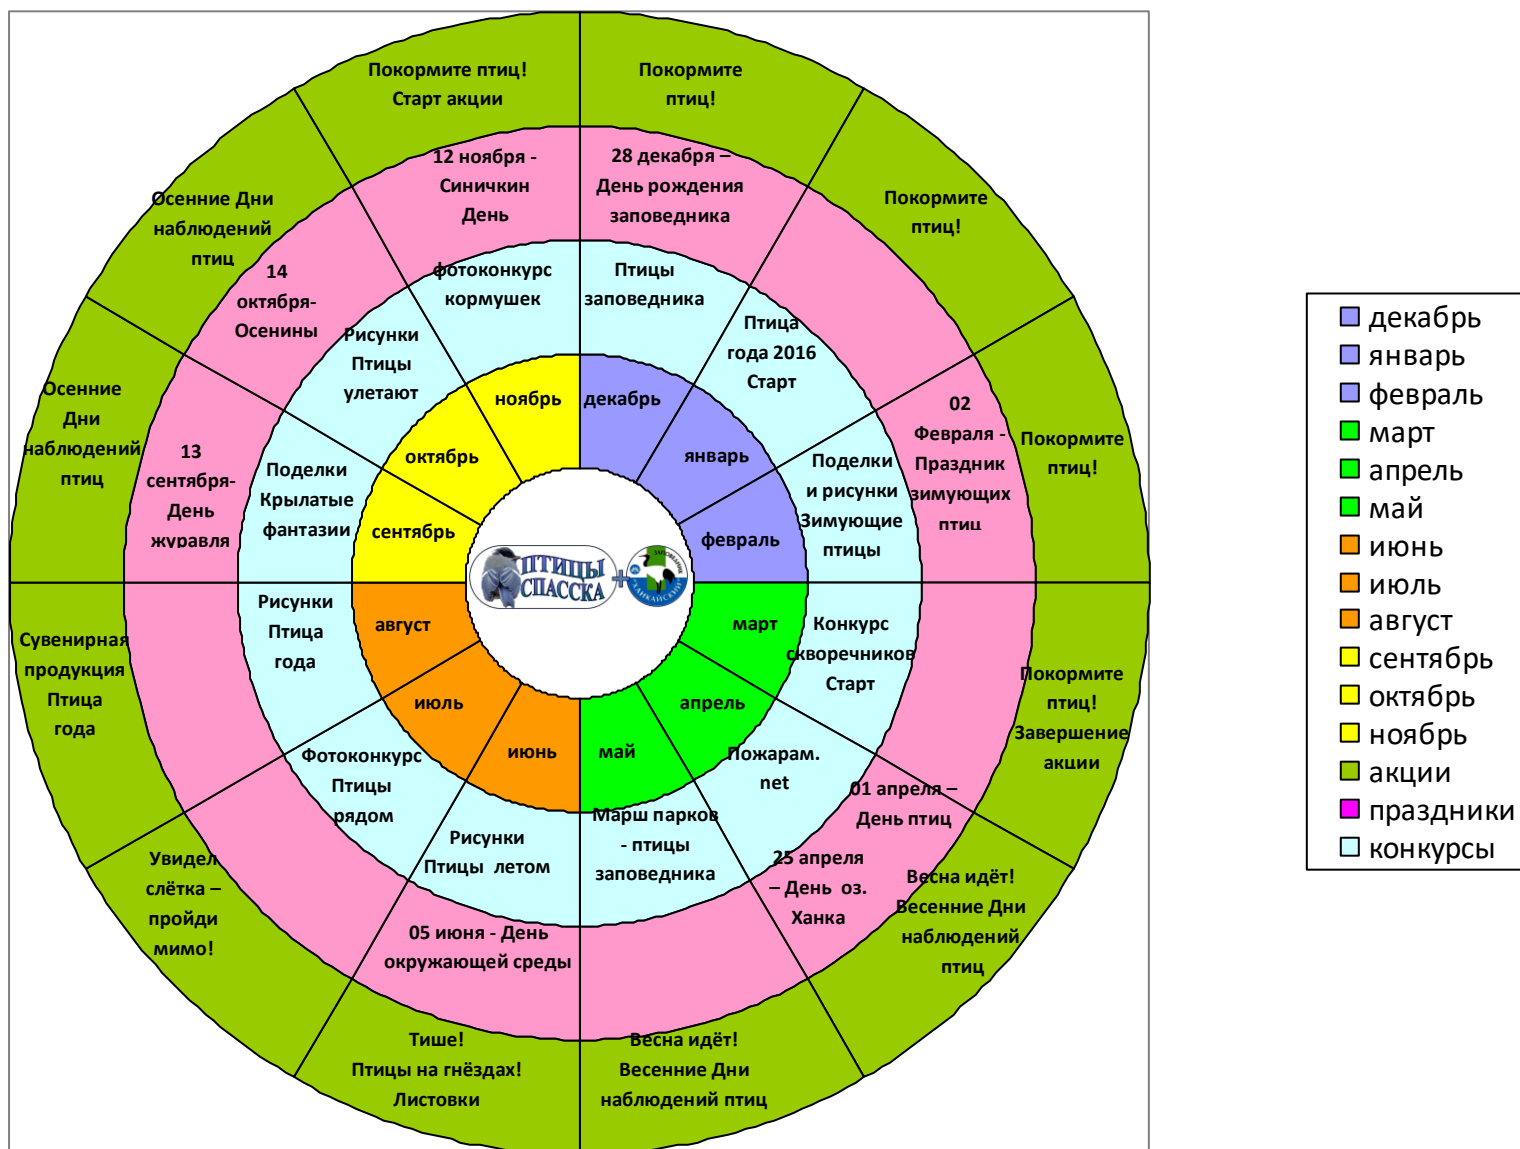 Покормите птиц!
Старт акции
Покормите
птиц!
Покормите
птиц!
Покормите
птиц!
Покормите
птиц!
Завершение
акции
Весна идёт!
Весенние Дни
наблюдений
птиц
Весна идёт!
Весенние Дни
наблюдений птиц
Тише!
Птицы на гнёздах!
Листовки
Увидел
слётка –
пройди
мимо!
Сувенирная
продукция
Птица
года
Осенние
Дни
наблюдений
птиц
Осенние Дни
наблюдений
птиц
12 ноября -
Синичкин
День
28 декабря –
День рождения
заповедника
02
Февраля -
Праздник
зимующих
птиц
01 апреля –
День птиц
25 апреля
– День оз.
Ханка
05 июня - День
окружающей среды
13
сентября-
День
журавля
14
октября-
Осенины
фотоконкурс
кормушек
Птицы
заповедника
Птица
года 2016
Старт
Поделки
и рисунки
Зимующие
птицы
Конкурс
скворечников
Старт
Пожарам.
net
Марш парков
- птицы
заповедника
Рисунки
Птицы летом
Фотоконкурс
Птицы
рядом
Рисунки
Птица
года
Поделки
Крылатые
фантазии
Рисунки
Птицы
улетают
ноябрь
декабрь
январь
февраль
март
апрель
май
июнь
июль
август
сентябрь
октябрь
ПТИЦЫ
СПАССКА
+
ЗАПОВЕДНИК
"ХАНКАЙСКИЙ"
декабрь
январь
февраль
март
апрель
май
июнь
июль
август
сентябрь
октябрь
ноябрь
акции
праздники
конкурсы